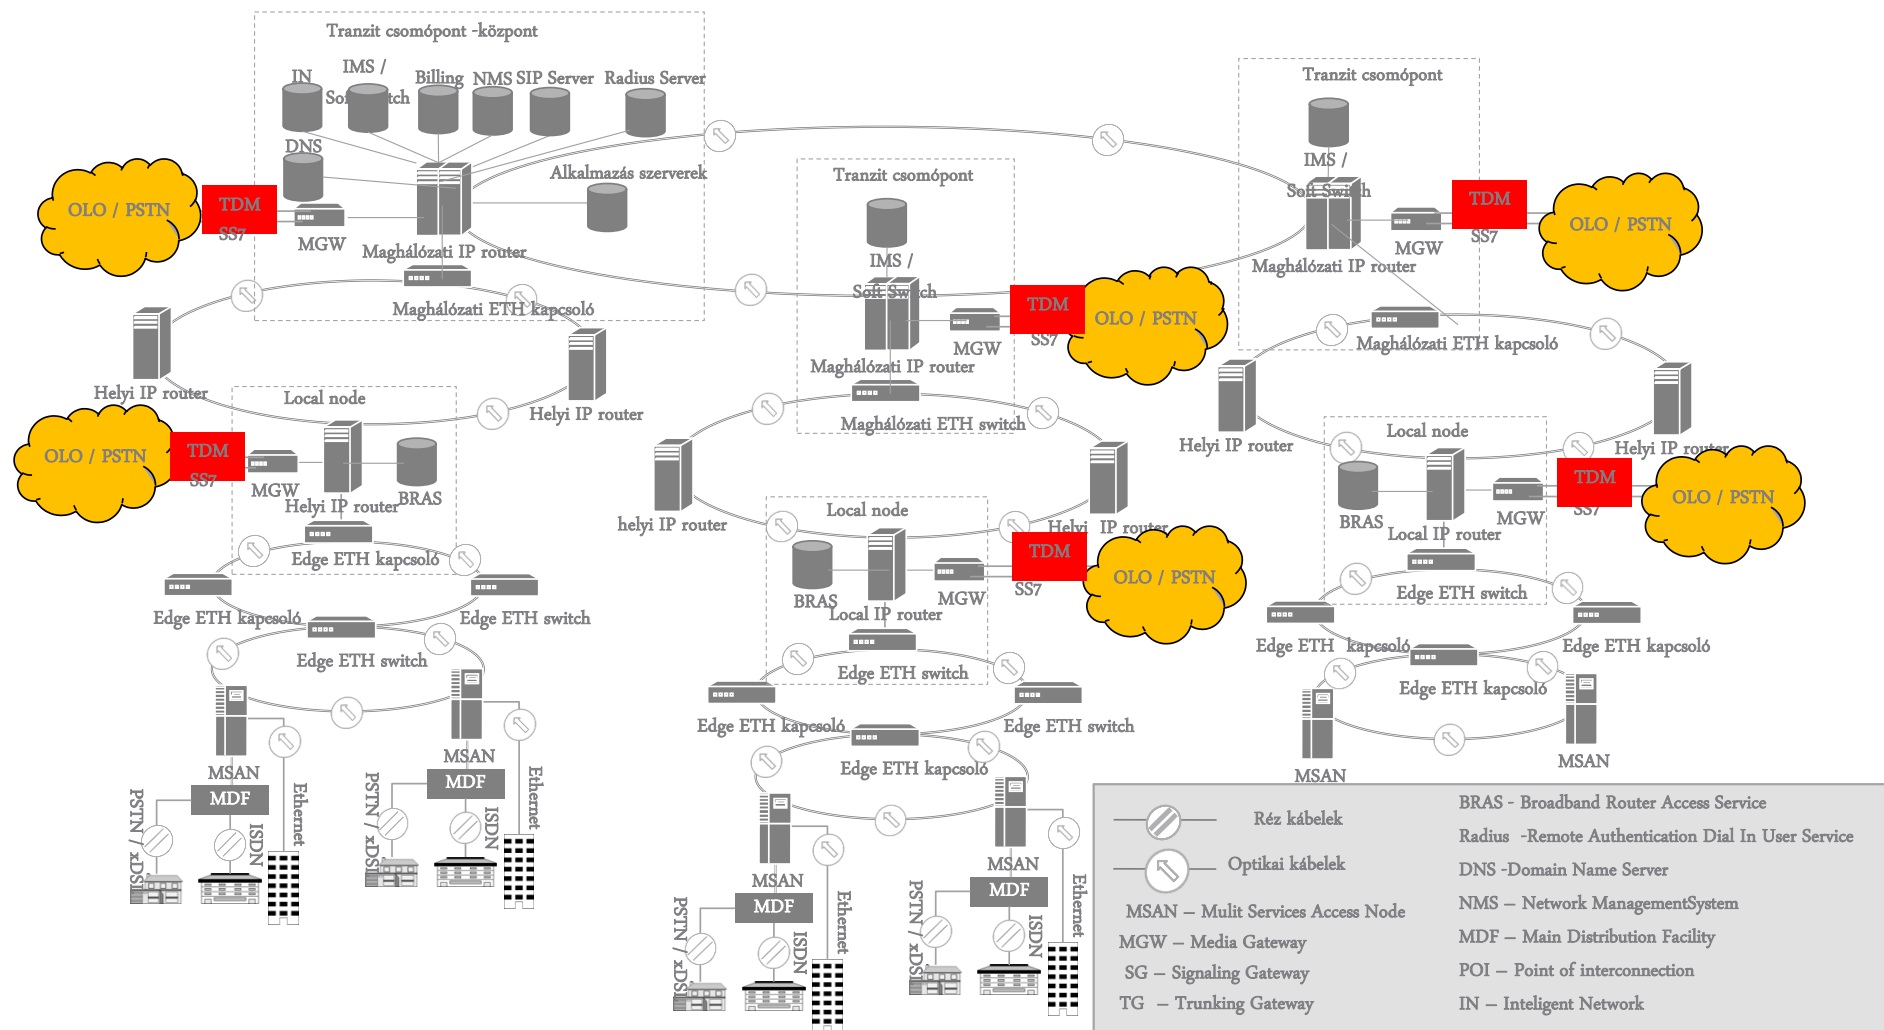 Tranzit csomópont -központ
IN
IMS /
Billing
NMS
SIP Server
Radius Server
DNS
Alkalmazás szerverek
OLO / PSTN
TDM
SS7
MGW
Maghálózati IP router
Maghálózati ETH kapcsoló
Helyi IP router
Helyi IP router
Local node
OLO / PSTN
TDM
SS7
MGW
Helyi IP router
BRAS
Edge ETH kapcsoló
Edge ETH kapcsoló
Edge ETH switch
Edge ETH switch
MSAN
MDF
PSTN / xDSL
ISDN
Ethernet
MSAN
MDF
PSTN / xDSL
ISDN
Ethernet
Tranzit csomópont
IMS /
Soft Switch
TDM
SS7
OLO / PSTN
MGW
Maghálózati IP router
Maghálózati ETH switch
helyi IP router
Helyi IP router
Local node
TDM
SS7
OLO / PSTN
BRAS
MGW
Local IP router
Edge ETH switch
Edge ETH kapcsoló
Edge ETH switch
Edge ETH kapcsoló
MSAN
MDF
PSTN / xDSL
ISDN
Ethernet
MSAN
MDF
PSTN / xDSL
ISDN
Ethernet
Tranzit csomópont
IMS /
Soft Switch
TDM
SS7
OLO / PSTN
MGW
Maghálózati IP router
Maghálózati ETH kapcsoló
Helyi IP router
Helyi IP router
Local node
TDM
SS7
OLO / PSTN
BRAS
MGW
Local IP router
Edge ETH switch
Edge ETH kapcsoló
Edge ETH kapcsoló
Edge ETH kapcsoló
MSAN
MSAN
Réz kábelek
Optikai kábelek
MSAN – Mulit Services Access Node
MGW – Media Gateway
SG – Signaling Gateway
TG – Trunking Gateway
BRAS - Broadband Router Access Service
Radius -Remote Authentication Dial In User Service
DNS -Domain Name Server
NMS – Network ManagementSystem
MDF – Main Distribution Facility
POI – Point of interconnection
IN – Inteligent Network